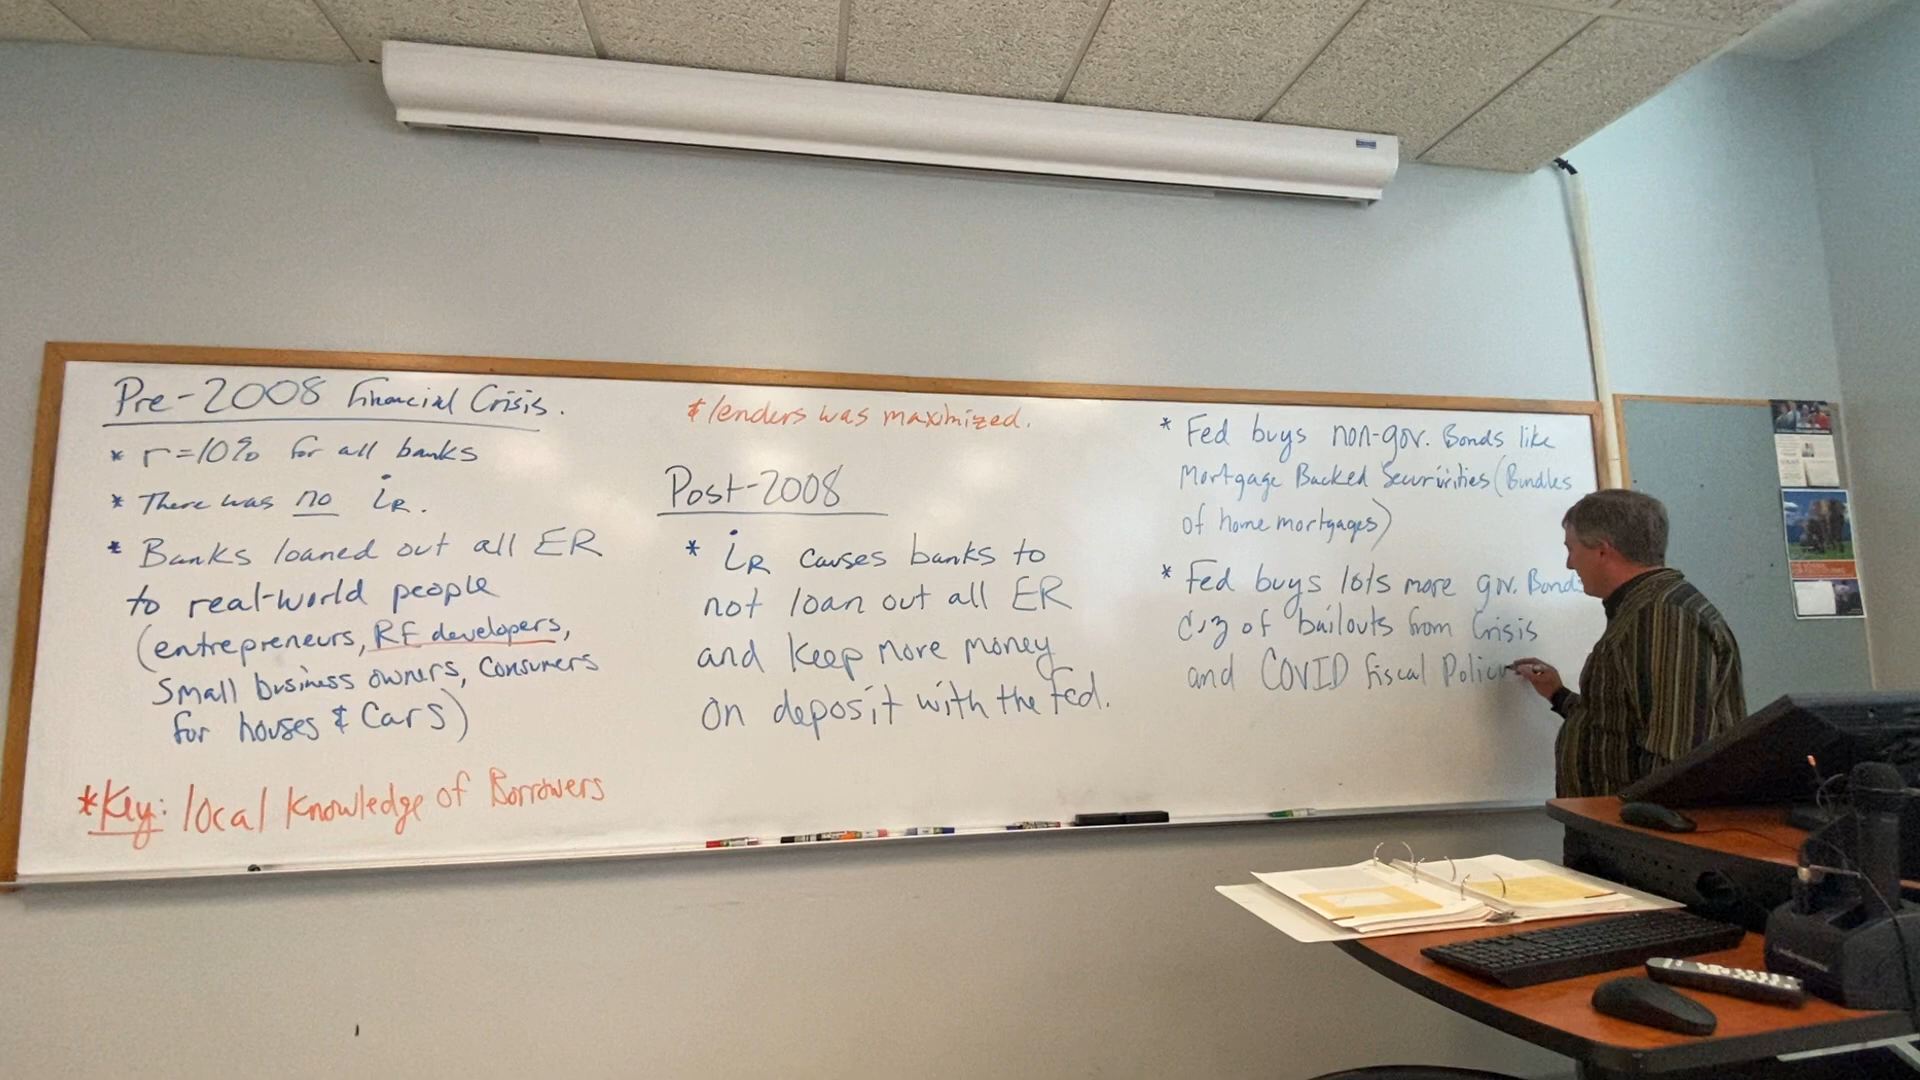 Pre-2008 Financial Crisis.
* r=10% for all banks
* There was no iR.
* Banks loaned out all ER
to real-world people
(entrepreneurs, RE developers,
small business owners, consumers
for houses & cars)
*Key: local knowledge of Borrowers
* lenders was maximized.
Post-2008
* iR causes banks to
not loan out all ER
and keep more money
on deposit with the Fed.
* Fed buys non-gov. Bonds like
Mortgage Backed Securities (Bundles
of home mortgages)
* Fed buys lots more gov. Bonds
of bailouts from Crisis
and COVID Fiscal Policy